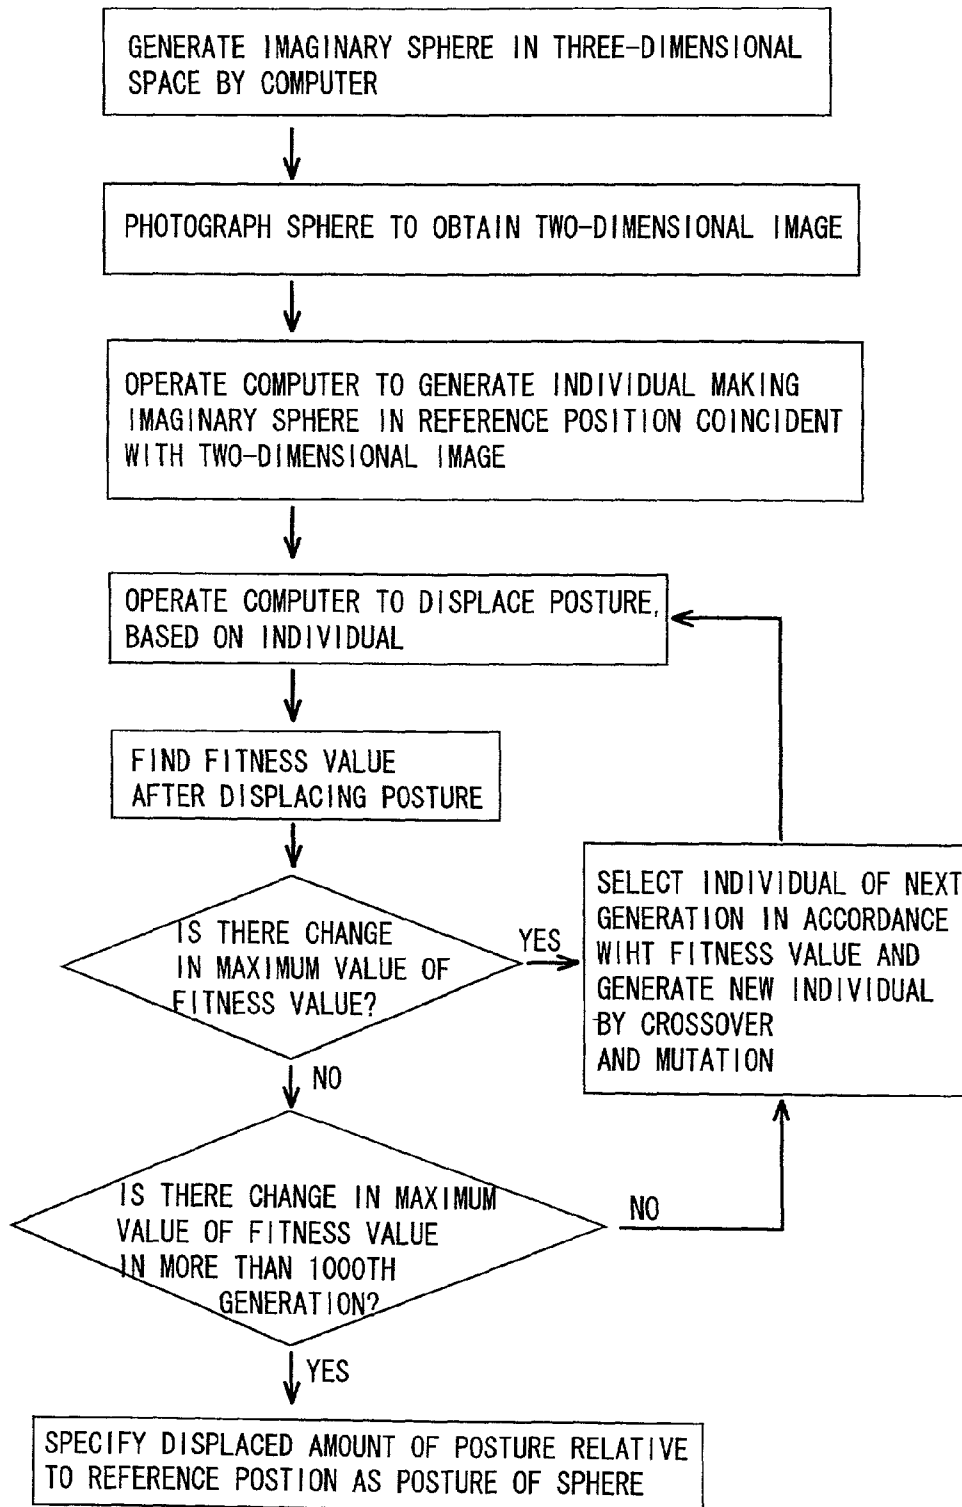 GENERATE IMAGINARY SPHERE IN THREE-DIMENSIONAL
SPACE BY COMPUTER
PHOTOGRAPH SPHERE TO OBTAIN TWO-DIMENSIONAL IMAGE
OPERATE COMPUTER TO GENERATE INDIVIDUAL MAKING
IMAGINARY SPHERE IN REFERENCE POSITION COINCIDENT
WITH TWO-DIMENSIONAL IMAGE
OPERATE COMPUTER TO DISPLACE POSTURE,
BASED ON INDIVIDUAL
FIND FITNESS VALUE
AFTER DISPLACING POSTURE
IS THERE CHANGE
IN MAXIMUM VALUE OF
FITNESS VALUE?
YES
SELECT INDIVIDUAL OF NEXT
GENERATION IN ACCORDANCE
WIHT FITNESS VALUE AND
GENERATE NEW INDIVIDUAL
BY CROSSOVER
AND MUTATION
NO
IS THERE CHANGE IN MAXIMUM
VALUE OF FITNESS VALUE
IN MORE THAN 1000TH
GENERATION?
NO
YES
SPECIFY DISPLACED AMOUNT OF POSTURE RELATIVE
TO REFERENCE POSTION AS POSTURE OF SPHERE